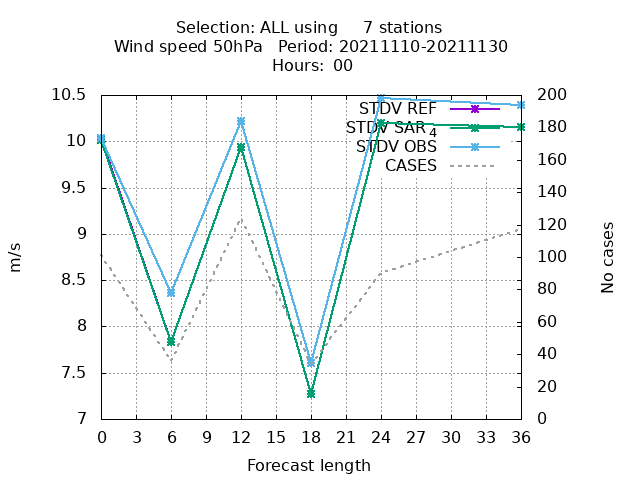 Selection: ALL using     7 stations
Wind speed 50hPa   Period: 20211110-20211130
Hours:  00
10.5
10
9.5
9
8.5
8
7.5
7
m/s
200
180
160
140
120
100
80
60
40
20
0
No cases
STDV REF
STDV SAR4
STDV OBS
CASES
0 3 6 9 12 15 18 21 24 27 30 33 36
Forecast length